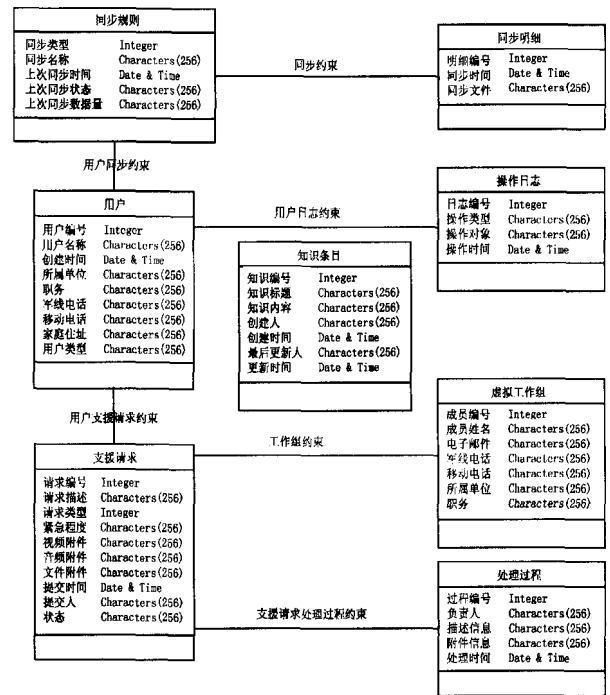 同步规则
同步类型 Integer
同步名称 Characters(256)
上次同步时间 Date & Time
上次同步状态 Characters(256)
上次同步数据量 Characters(256)
同步约束
同步明细
明细编号 Integer
同步时间 Date & Time
同步文件 Characters(256)
用户同步约束
用户
用户编号 Integer
用户名称 Characters(256)
创建时间 Date & Time
所属单位 Characters(256)
职务 Characters(256)
军线电话 Characters(256)
移动电话 Characters(256)
家庭住址 Characters(256)
用户类型 Characters(256)
用户日志约束
操作日志
日志编号 Integer
操作类型 Characters(256)
操作对象 Characters(256)
操作时间 Date & Time
知识条目
知识编号 Integer
知识标题 Characters(256)
知识内容 Characters(256)
创建人 Characters(256)
创建时间 Date & Time
最后更新人 Characters(256)
更新时间 Date & Time
用户支援请求约束
支援请求
请求编号 Integer
请求描述 Characters(256)
请求类型 Integer
紧急程度 Characters(256)
视频附件 Characters(256)
音频附件 Characters(256)
文件附件 Characters(256)
提交时间 Date & Time
提交人 Characters(256)
状态 Characters(256)
工作组约束
虚拟工作组
成员编号 Integer
成员姓名 Characters(256)
电子邮件 Characters(256)
军线电话 Characters(256)
移动电话 Characters(256)
所属单位 Characters(256)
职务 Characters(256)
支援请求处理过程约束
处理过程
过程编号 Integer
负责人 Characters(256)
描述信息 Characters(256)
附件信息 Characters(256)
处理时间 Date & Time